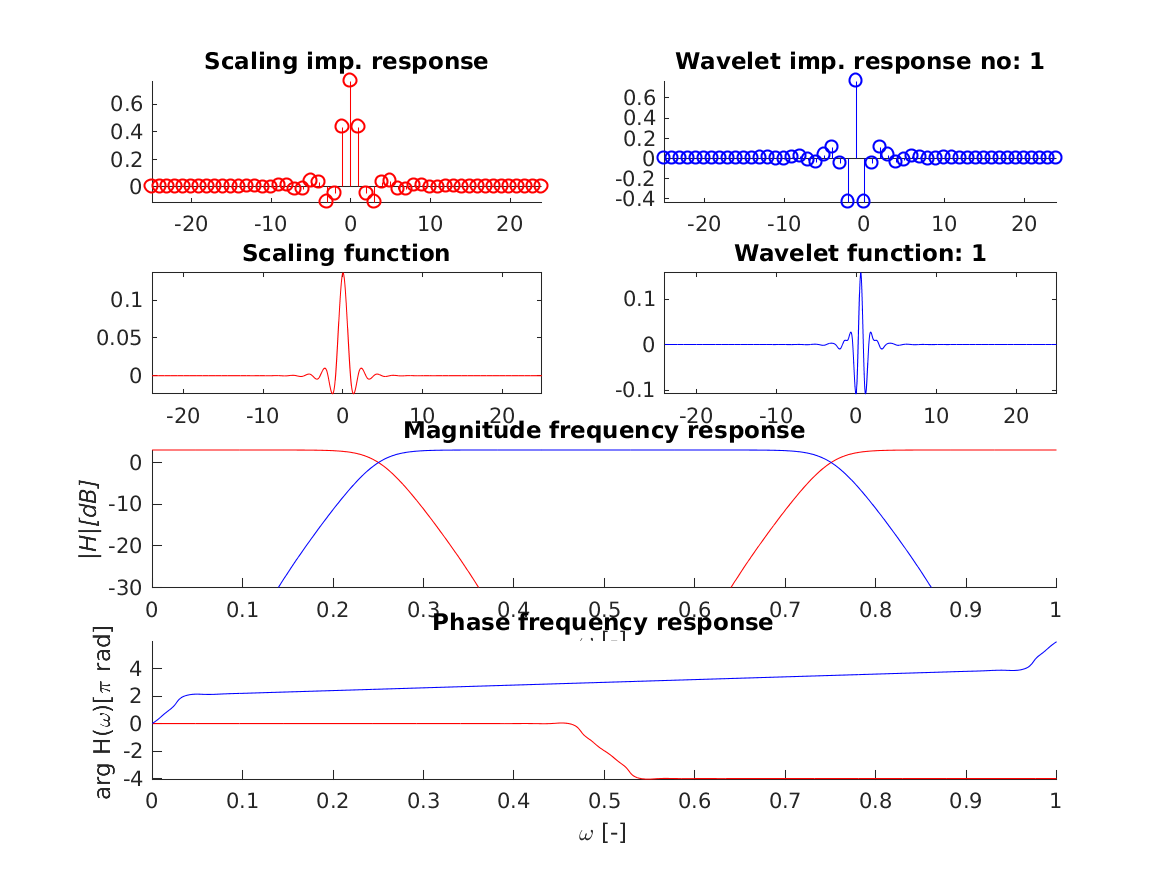 Scaling imp. response
0.6
0.4
0.2
0
-20 -10 0 10 20
Wavelet imp. response no: 1
0.6
0.4
0.2
0
-0.2
-0.4
-20 -10 0 10 20
Scaling function
0.1
0.05
0
-20 -10 0 10 20
Wavelet function: 1
0.1
0
-0.1
-20 -10 0 10 20
Magnitude frequency response
|H|[dB]
0
-10
-20
-30
0 0.1 0.2 0.3 0.4 0.5 0.6 0.7 0.8 0.9 1
Phase frequency response
arg H(ω)[π rad]
4
2
0
-2
-4
0 0.1 0.2 0.3 0.4 0.5 0.6 0.7 0.8 0.9 1
ω [-]